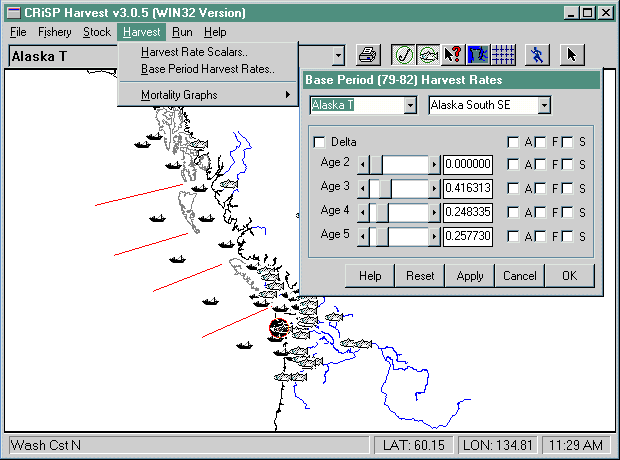 CRiSP Harvest v3.0.5 (WIN32 Version)
File Fishery Stock Harvest Run Help
Alaska T
Harvest Rate Scalars..
Base Period Harvest Rates..
Mortality Graphs
Base Period (79-82) Harvest Rates
Alaska T Alaska South SE
Delta A F S
Age 2 0.000000 A F S
Age 3 0.416313 A F S
Age 4 0.248335 A F S
Age 5 0.257730 A F S
Help Reset Apply Cancel OK
Wash Cst N LAT: 60.15 LON: 134.81 11:29 AM